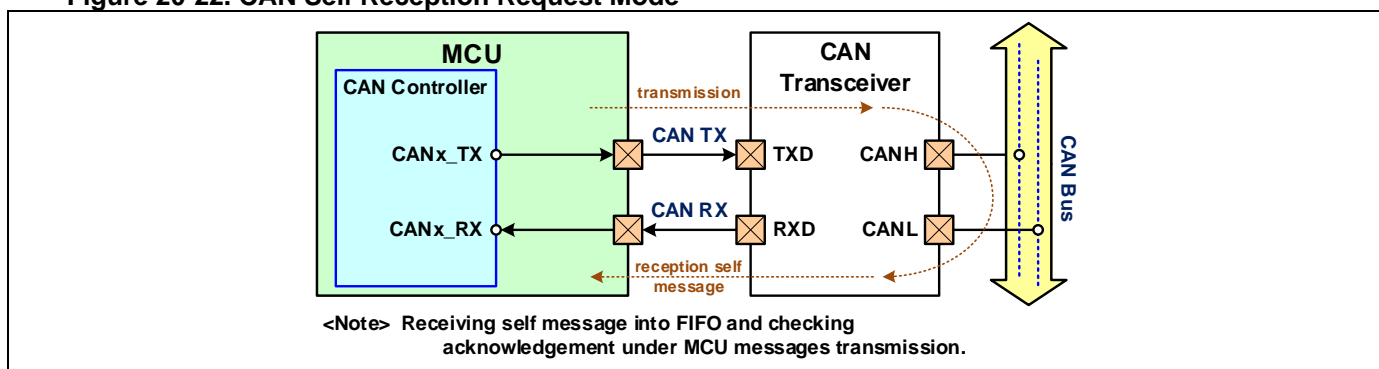 Figure 20-22. CAN Self Reception Request Mode
MCU
CAN
Transceiver
CAN Controller
transmission
CANx_TX
CAN TX
TXD
CANH
CAN Bus
CANx_RX
CAN RX
RXD
CANL
reception self
message
<Note> Receiving self message into FIFO and checking
acknowledgement under MCU messages transmission.